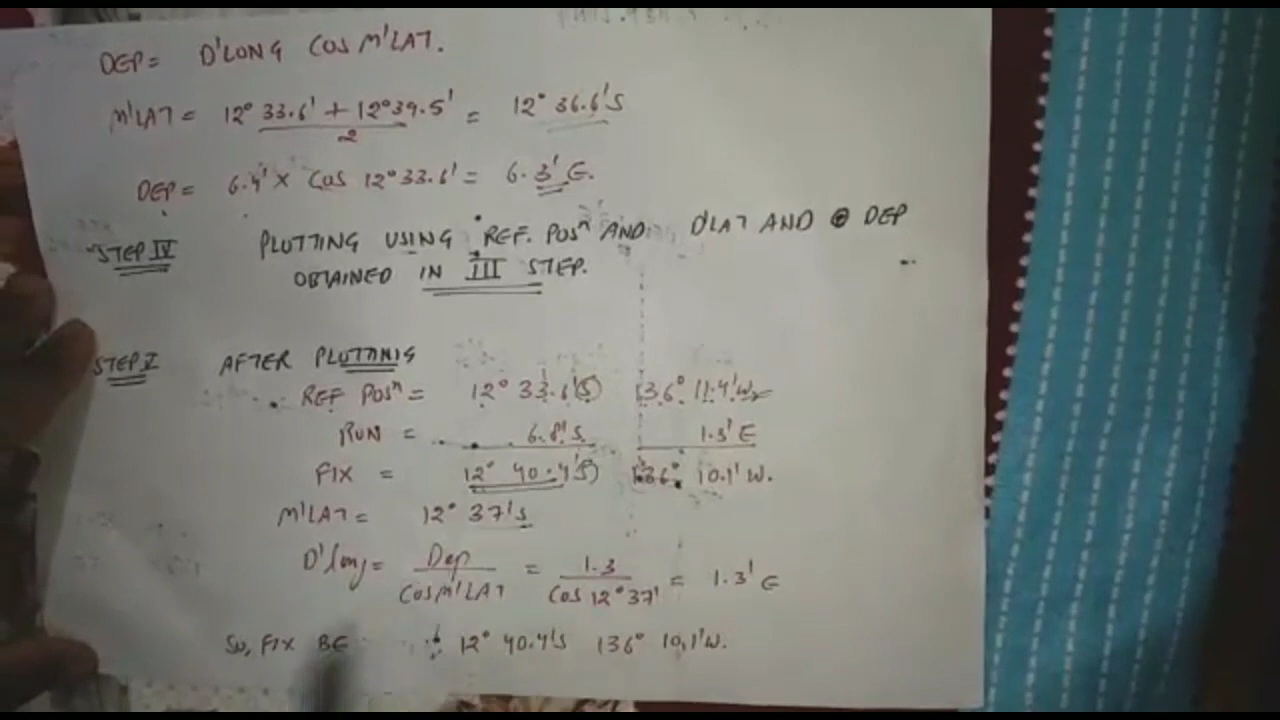 DEP = D'LONG COS M'LAT.
M'LAT = 12° 33.6' + 12° 39.5' = 12° 36.6'S
2
DEP = 6.4' × COS 12° 33.6' = 6.3' E.
STEP IV PLOTTING USING REF. POSⁿ AND D'LAT AND DEP
OBTAINED IN III STEP.
STEP V AFTER PLOTTING
REF POSⁿ = 12° 33.6'(S) 136° 11.4'W
RUN = 6.8'S 1.3' E
FIX = 12° 40.4'(S) 136° 10.1' W.
M'LAT = 12° 37'S
D'long = Dep = 1.3 = 1.3' E
COS M'LAT COS 12° 37'
SO, FIX BE : 12° 40.4'S 136° 10.1'W.